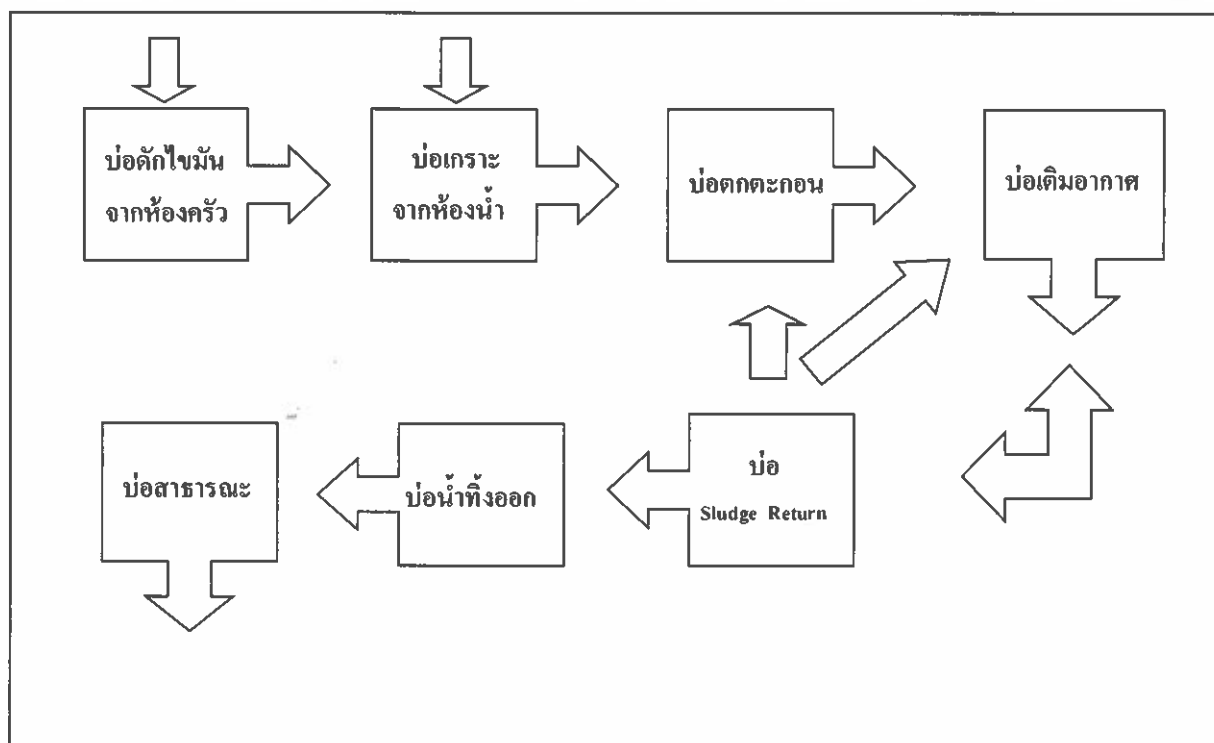 บ่อดักไขมัน
จากห้องครัว
บ่อเกราะ
จากห้องน้ำ
บ่อตกตะกอน
บ่อเติมอากาศ
บ่อสาธารณะ
บ่อน้ำทิ้งออก
บ่อ
Sludge Return